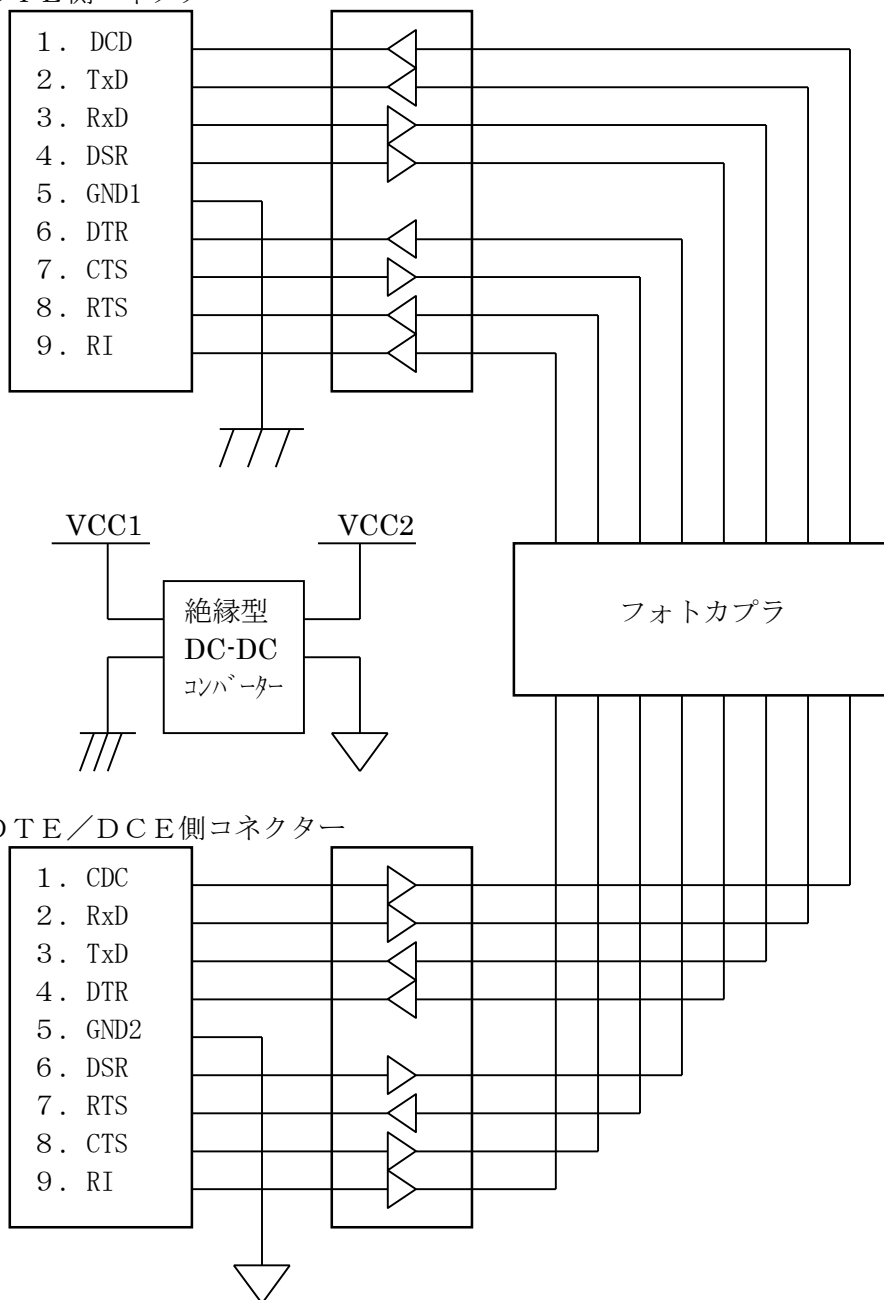 1. DCD
2. TxD
3. RxD
4. DSR
5. GND1
6. DTR
7. CTS
8. RTS
9. RI
VCC1
VCC2
絶縁型
DC-DC
コンバーター
フォトカプラ
DTE/DCE側コネクター
1. CDC
2. RxD
3. TxD
4. DTR
5. GND2
6. DSR
7. RTS
8. CTS
9. RI